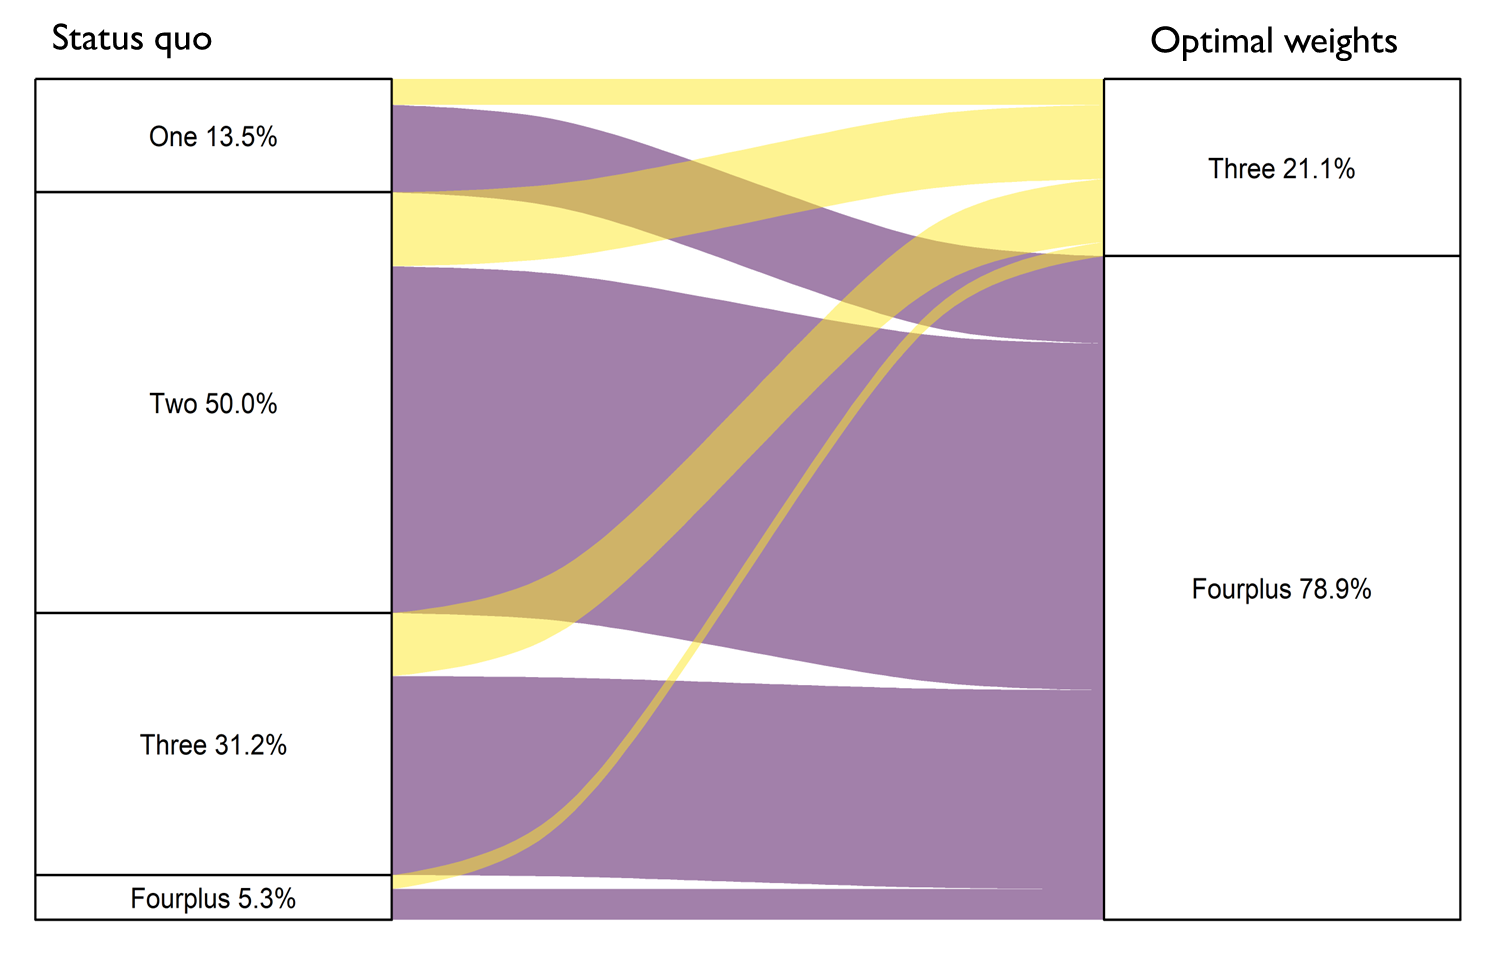 Status quo
Optimal weights
One 13.5%
Three 21.1%
Two 50.0%
Fourplus 78.9%
Three 31.2%
Fourplus 5.3%